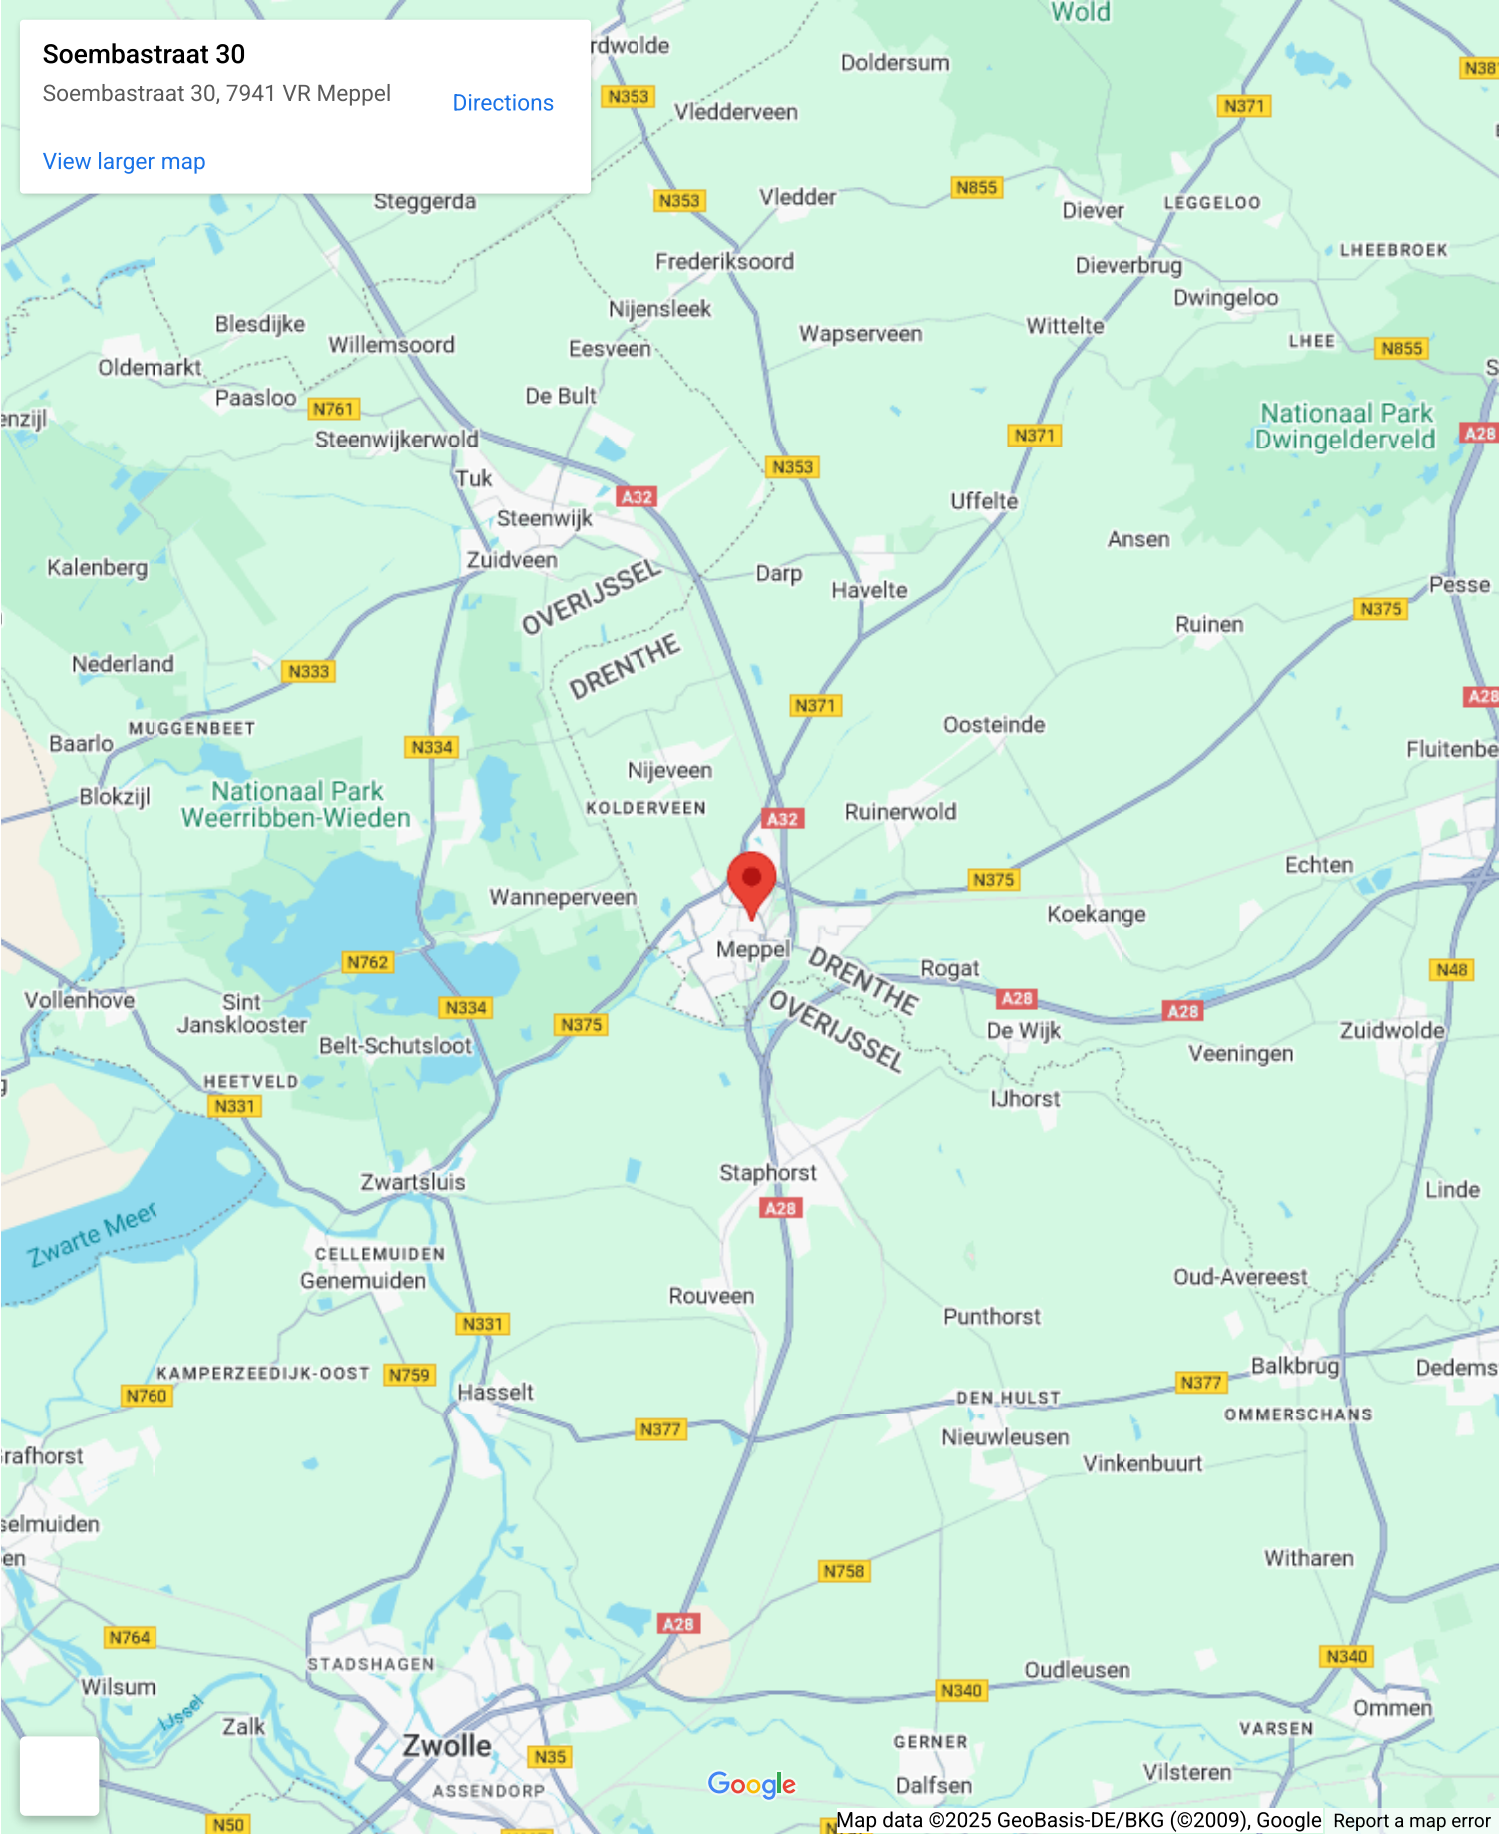 Soembastraat 30
Soembastraat 30, 7941 VR Meppel
Directions
View larger map
Wold
Doldersum
N353
Vledderveen
N371
Steggerda
N353
Vledder
N855
Diever
LEGGELOO
Frederiksoord
Dieverbrug
LHEEBROEK
Nijensleek
Dwingeloo
Blesdijke
Willemsoord
Wapserveen
Wittelte
LHEE
N855
Eesveen
Oldemarkt
Paasloo
De Bult
N761
Nationaal Park
Dwingelderveld
Steenwijkerwold
N371
A28
Tuk
N353
A32
Uffelte
Steenwijk
Ansen
Kalenberg
Zuidveen
Darp
Havelte
Pesse
OVERIJSSEL
N375
Ruinen
Nederland
N333
DRENTHE
A28
N371
MUGGENBEET
Oosteinde
Baarlo
N334
Fluitenbe
Nijeveen
Nationaal Park
Weerribben-Wieden
Blokzijl
KOLDERVEEN
Ruinerwold
A32
Echten
N375
Wanneperveen
Koekange
Meppel
N762
DRENTHE
Rogat
N48
Vollenhove
Sint
Jansklooster
N334
A28
A28
N375
OVERIJSSEL
De Wijk
Zuidwolde
Belt-Schutsloot
Veeningen
HEETVELD
IJhorst
N331
Staphorst
Zwartsluis
Linde
A28
Zwarte Meer
CELLEMUIDEN
Genemuiden
Oud-Avereest
Rouveen
Punthorst
N331
KAMPERZEEDIJK-OOST
N759
Balkbrug
Dedems
N760
Hasselt
N377
DEN HULST
OMMERSCHANS
N377
Nieuwleusen
rafhorst
Vinkenbuurt
selmuiden
en
Witharen
N758
A28
N764
STADSHAGEN
N340
Oudleusen
Wilsum
N340
IJssel
Ommen
Zalk
VARSEN
Zwolle
GERNER
N35
Vilsteren
ASSENDORP
Google
Dalfsen
N50
Map data ©2025 GeoBasis-DE/BKG (©2009), Google
Report a map error